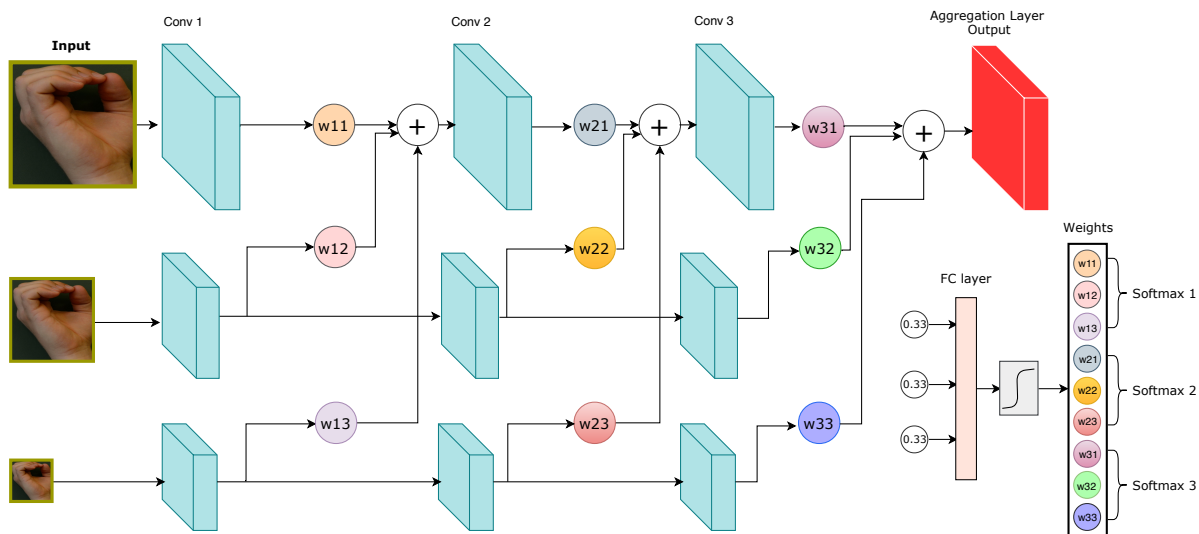 Input
Conv 1
Conv 2
Conv 3
Aggregation Layer
Output
w11
+
w21
+
w31
+
w12
w22
w32
w13
w23
w33
FC layer
0.33
0.33
0.33
Weights
w11
w12
w13
w21
w22
w23
w31
w32
w33
Softmax 1
Softmax 2
Softmax 3